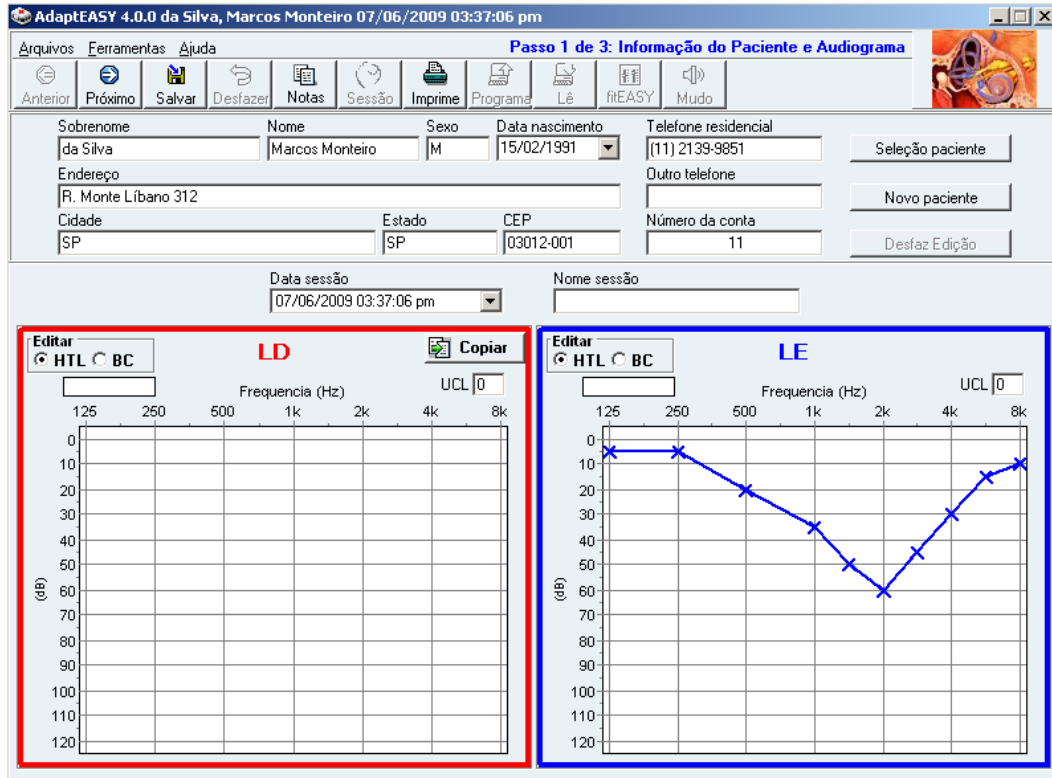 AdaptEASY 4.0.0 da Silva, Marcos Monteiro 07/06/2009 03:37:06 pm
Arquivos Ferramentas Ajuda
Passo 1 de 3: Informação do Paciente e Audiograma
Anterior Próximo Salvar Desfazer Notas Sessão Imprime Programa Lê fitEASY Mudo
Sobrenome Nome Sexo Data nascimento Telefone residencial
da Silva Marcos Monteiro M 15/02/1991 (11) 2139-9851 Seleção paciente
Endereço Outro telefone
R. Monte Líbano 312 Novo paciente
Cidade Estado CEP Número da conta
SP SP 03012-001 11 Desfaz Edição
Data sessão Nome sessão
07/06/2009 03:37:06 pm
Editar
HTL BC
LD
Copiar
UCL 0
Frequencia (Hz)
125 250 500 1k 2k 4k 8k
0
10
20
30
40
50
60
70
80
90
100
110
120
(dB)
Editar
HTL BC
LE
UCL 0
Frequencia (Hz)
125 250 500 1k 2k 4k 8k
0
10
20
30
40
50
60
70
80
90
100
110
120
(dB)